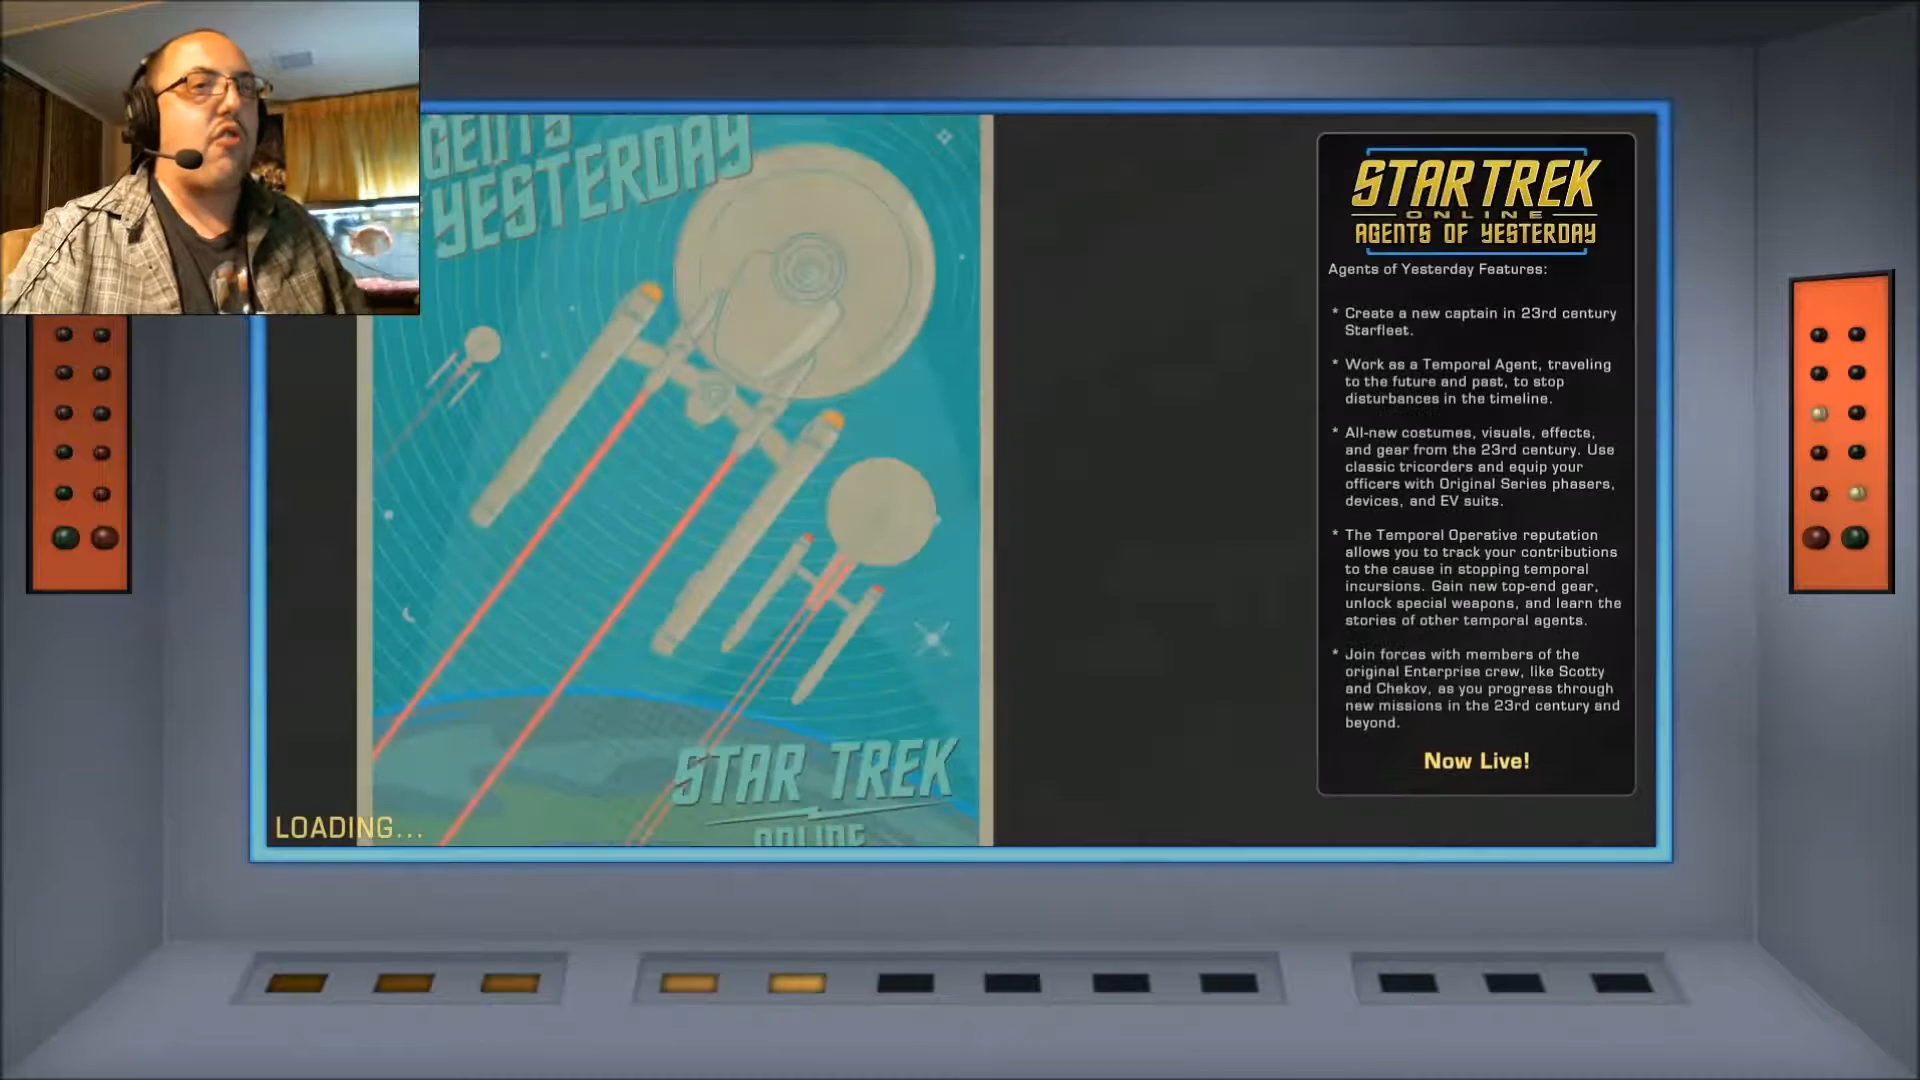 GENTS
YESTERDAY
STAR TREK
ONLINE
LOADING...
STAR TREK
ONLINE
AGENTS OF YESTERDAY
Agents of Yesterday Features:
* Create a new captain in 23rd century
Starfleet.
* Work as a Temporal Agent, traveling
to the future and past, to stop
disturbances in the timeline.
* All-new costumes, visuals, effects,
and gear from the 23rd century. Use
classic tricorders and equip your
officers with Original Series phasers,
devices, and EV suits.
* The Temporal Operative reputation
allows you to track your contributions
to the cause in stopping temporal
incursions. Gain new top-end gear,
unlock special weapons, and learn the
stories of other temporal agents.
* Join forces with members of the
original Enterprise crew, like Scotty
and Chekov, as you progress through
new missions in the 23rd century and
beyond.
Now Live!